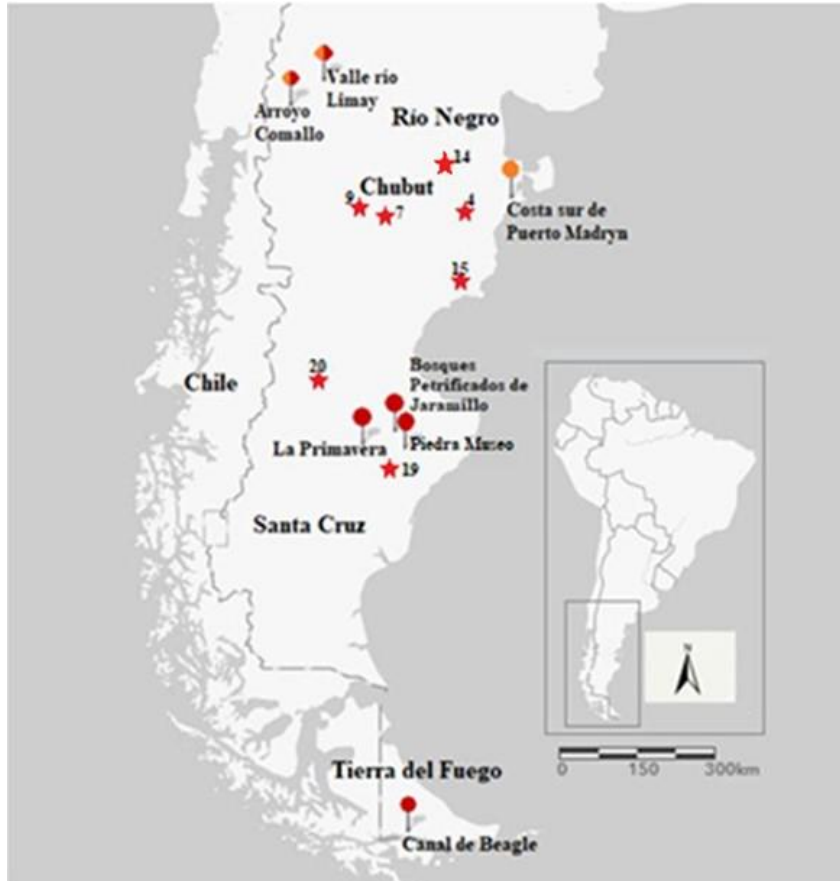 Valle río
Limay
Arroyo
Comallo
Río Negro
14
Chubut
9
7
4
Costa sur de
Puerto Madryn
15
20
Bosques
Petrificados de
Jaramillo
Chile
La Primavera
Piedra Museo
19
Santa Cruz
N
0 150 300km
Tierra del Fuego
Canal de Beagle